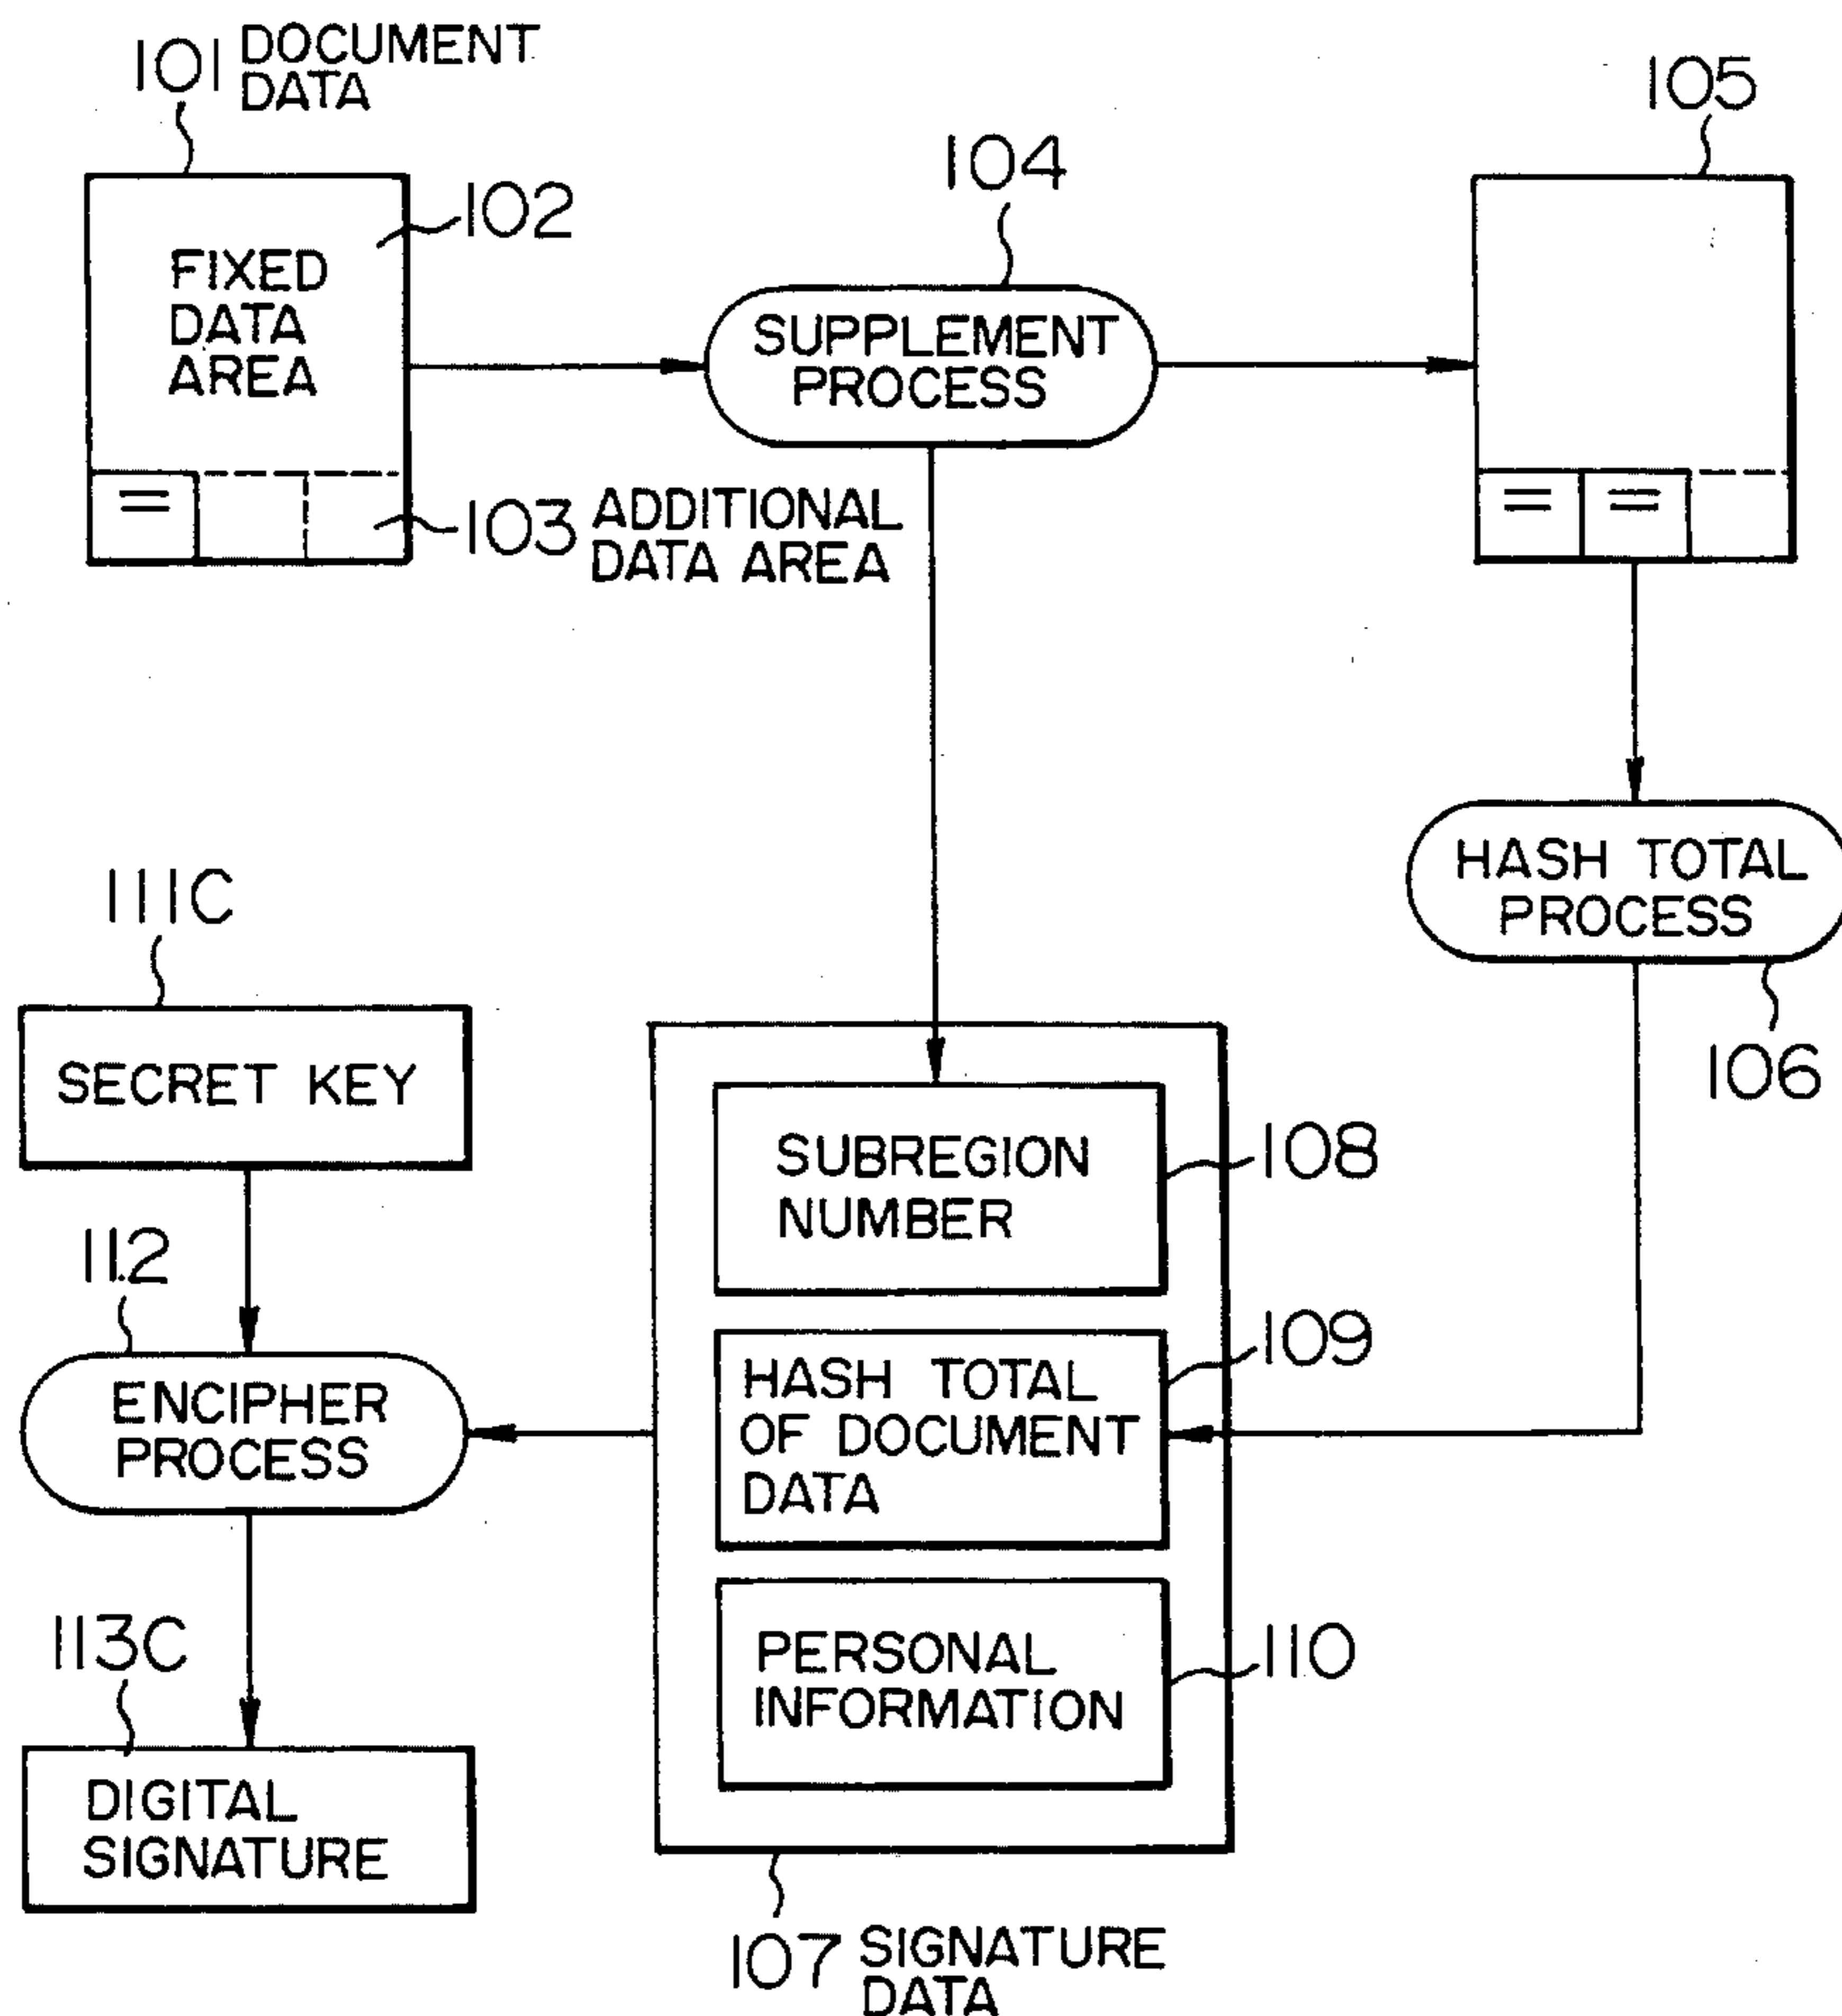 101 DOCUMENT
DATA
102
FIXED
DATA
AREA
103 ADDITIONAL
DATA AREA
104
SUPPLEMENT
PROCESS
105
HASH TOTAL
PROCESS
106
111C
SECRET KEY
112
ENCIPHER
PROCESS
113C
DIGITAL
SIGNATURE
SUBREGION
NUMBER
108
HASH TOTAL
OF DOCUMENT
DATA
109
PERSONAL
INFORMATION
110
107 SIGNATURE
DATA